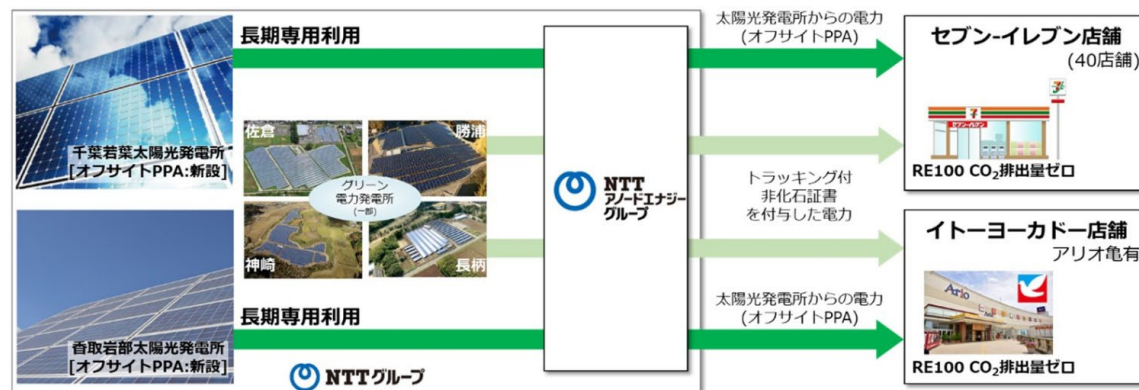 長期専用利用
千葉若葉太陽光発電所
[オフサイトPPA:新設]
佐倉
勝浦
グリーン
電力発電所
(一部)
神崎
長柄
香取岩部太陽光発電所
[オフサイトPPA:新設]
長期専用利用
NTTグループ
NTT
アノードエナジー
グループ
太陽光発電所からの電力
(オフサイトPPA)
トラッキング付
非化石証書
を付与した電力
太陽光発電所からの電力
(オフサイトPPA)
セブン-イレブン店舗
(40店舗)
7
セブン-イレブン
RE100 CO₂排出量ゼロ
イトーヨーカドー店舗
アリオ亀有
Ario
RE100 CO₂排出量ゼロ